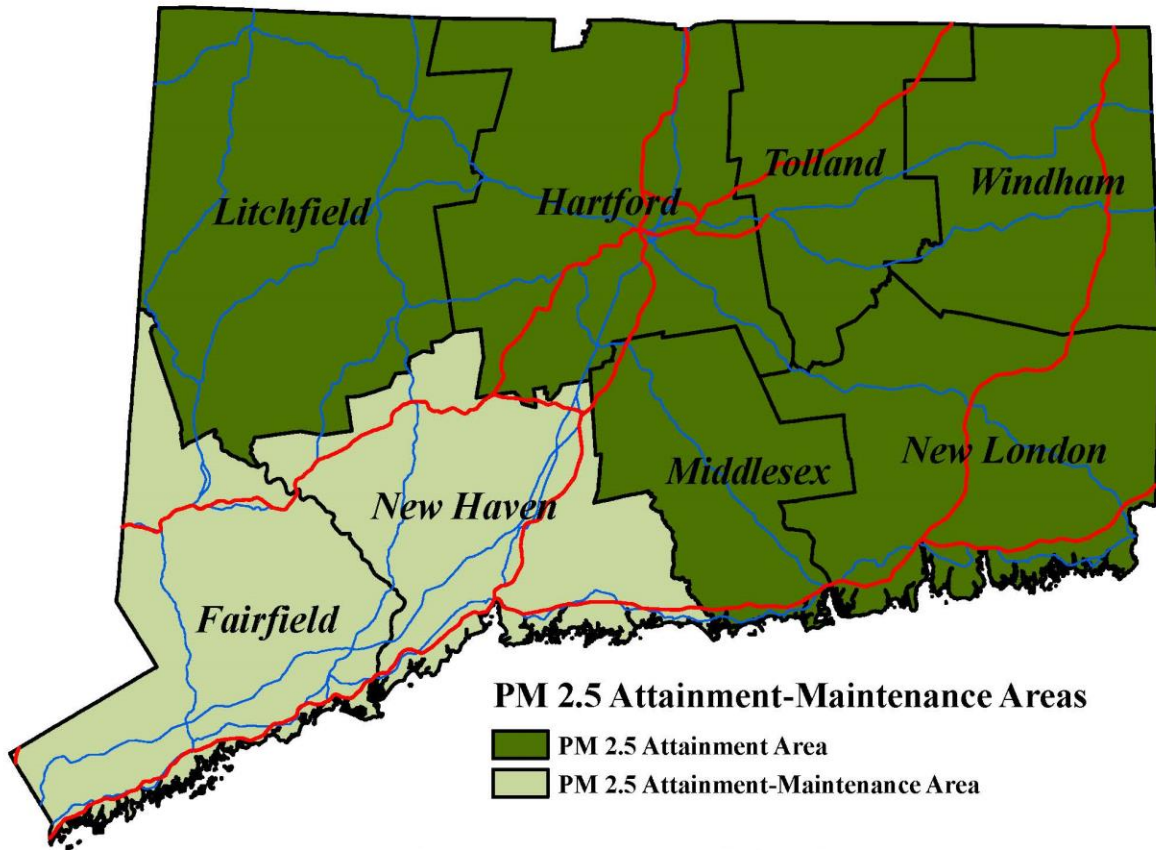 Litchfield
Hartford
Tolland
Windham
New Haven
Middlesex
New London
Fairfield
PM 2.5 Attainment-Maintenance Areas
PM 2.5 Attainment Area
PM 2.5 Attainment-Maintenance Area